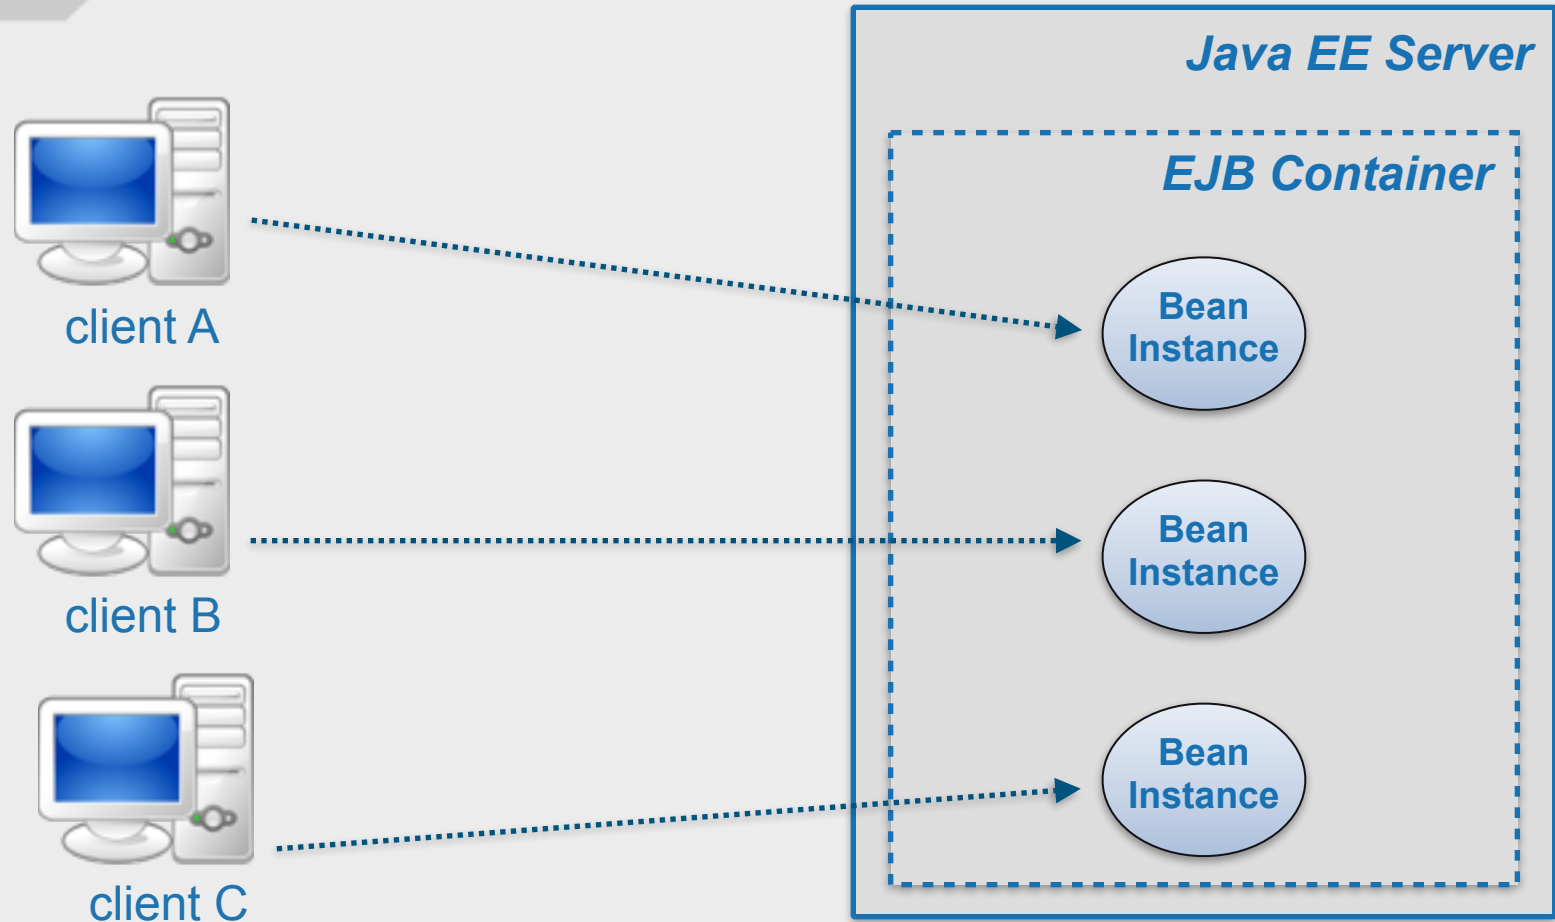 Java EE Server
EJB Container
client A
Bean
Instance
client B
Bean
Instance
client C
Bean
Instance